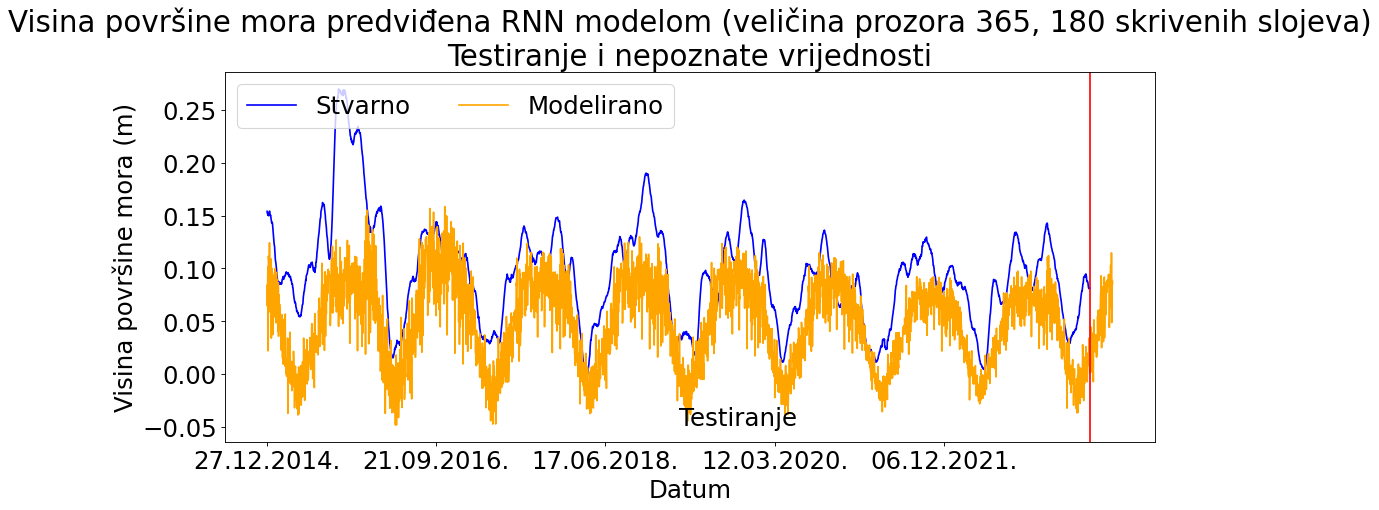 Visina površine mora predviđena RNN modelom (veličina prozora 365, 180 skrivenih slojeva)
Testiranje i nepoznate vrijednosti
Stvarno
Modelirano
Visina površine mora (m)
0.25
0.20
0.15
0.10
0.05
0.00
−0.05
Testiranje
27.12.2014.
21.09.2016.
17.06.2018.
12.03.2020.
06.12.2021.
Datum